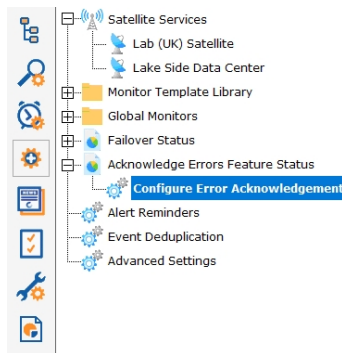 Satellite Services
Lab (UK) Satellite
Lake Side Data Center
Monitor Template Library
Global Monitors
Failover Status
Acknowledge Errors Feature Status
Configure Error Acknowledgement
Alert Reminders
Event Deduplication
Advanced Settings